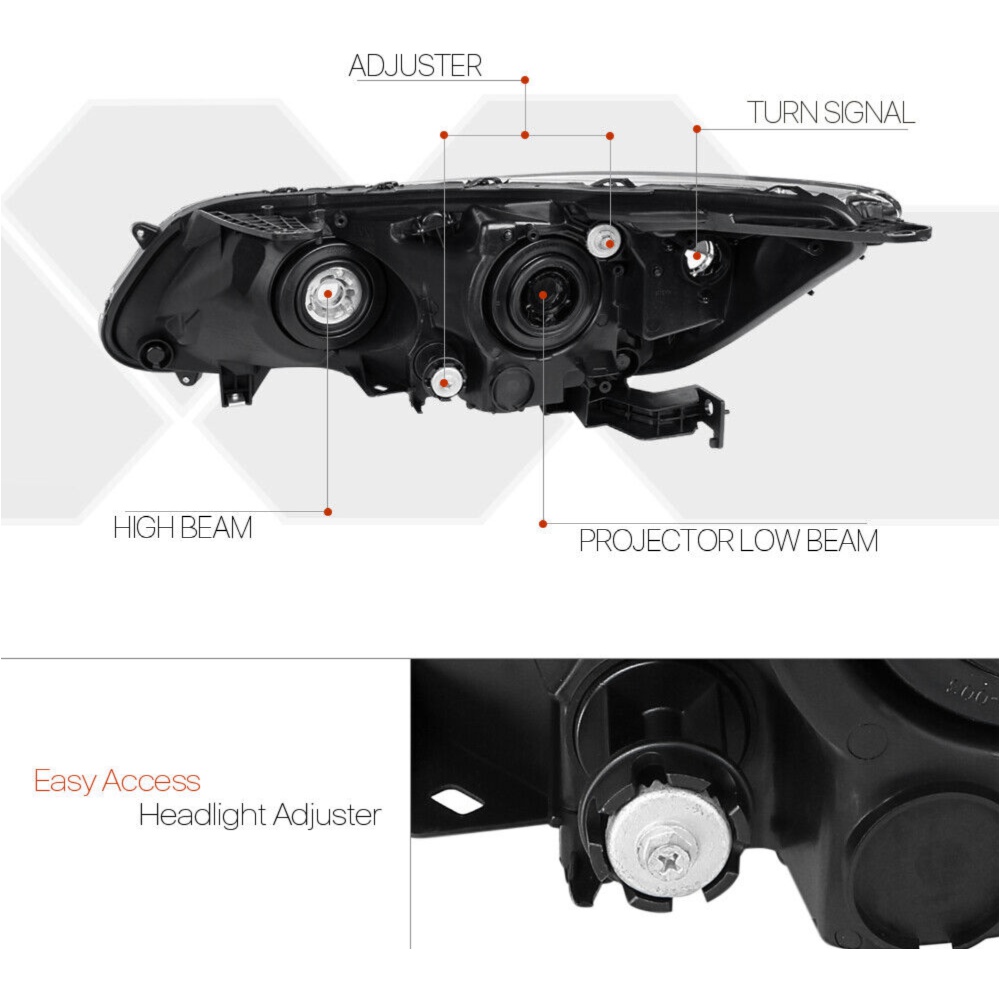 ADJUSTER
TURN SIGNAL
HIGH BEAM
PROJECTOR LOW BEAM
Easy Access
Headlight Adjuster